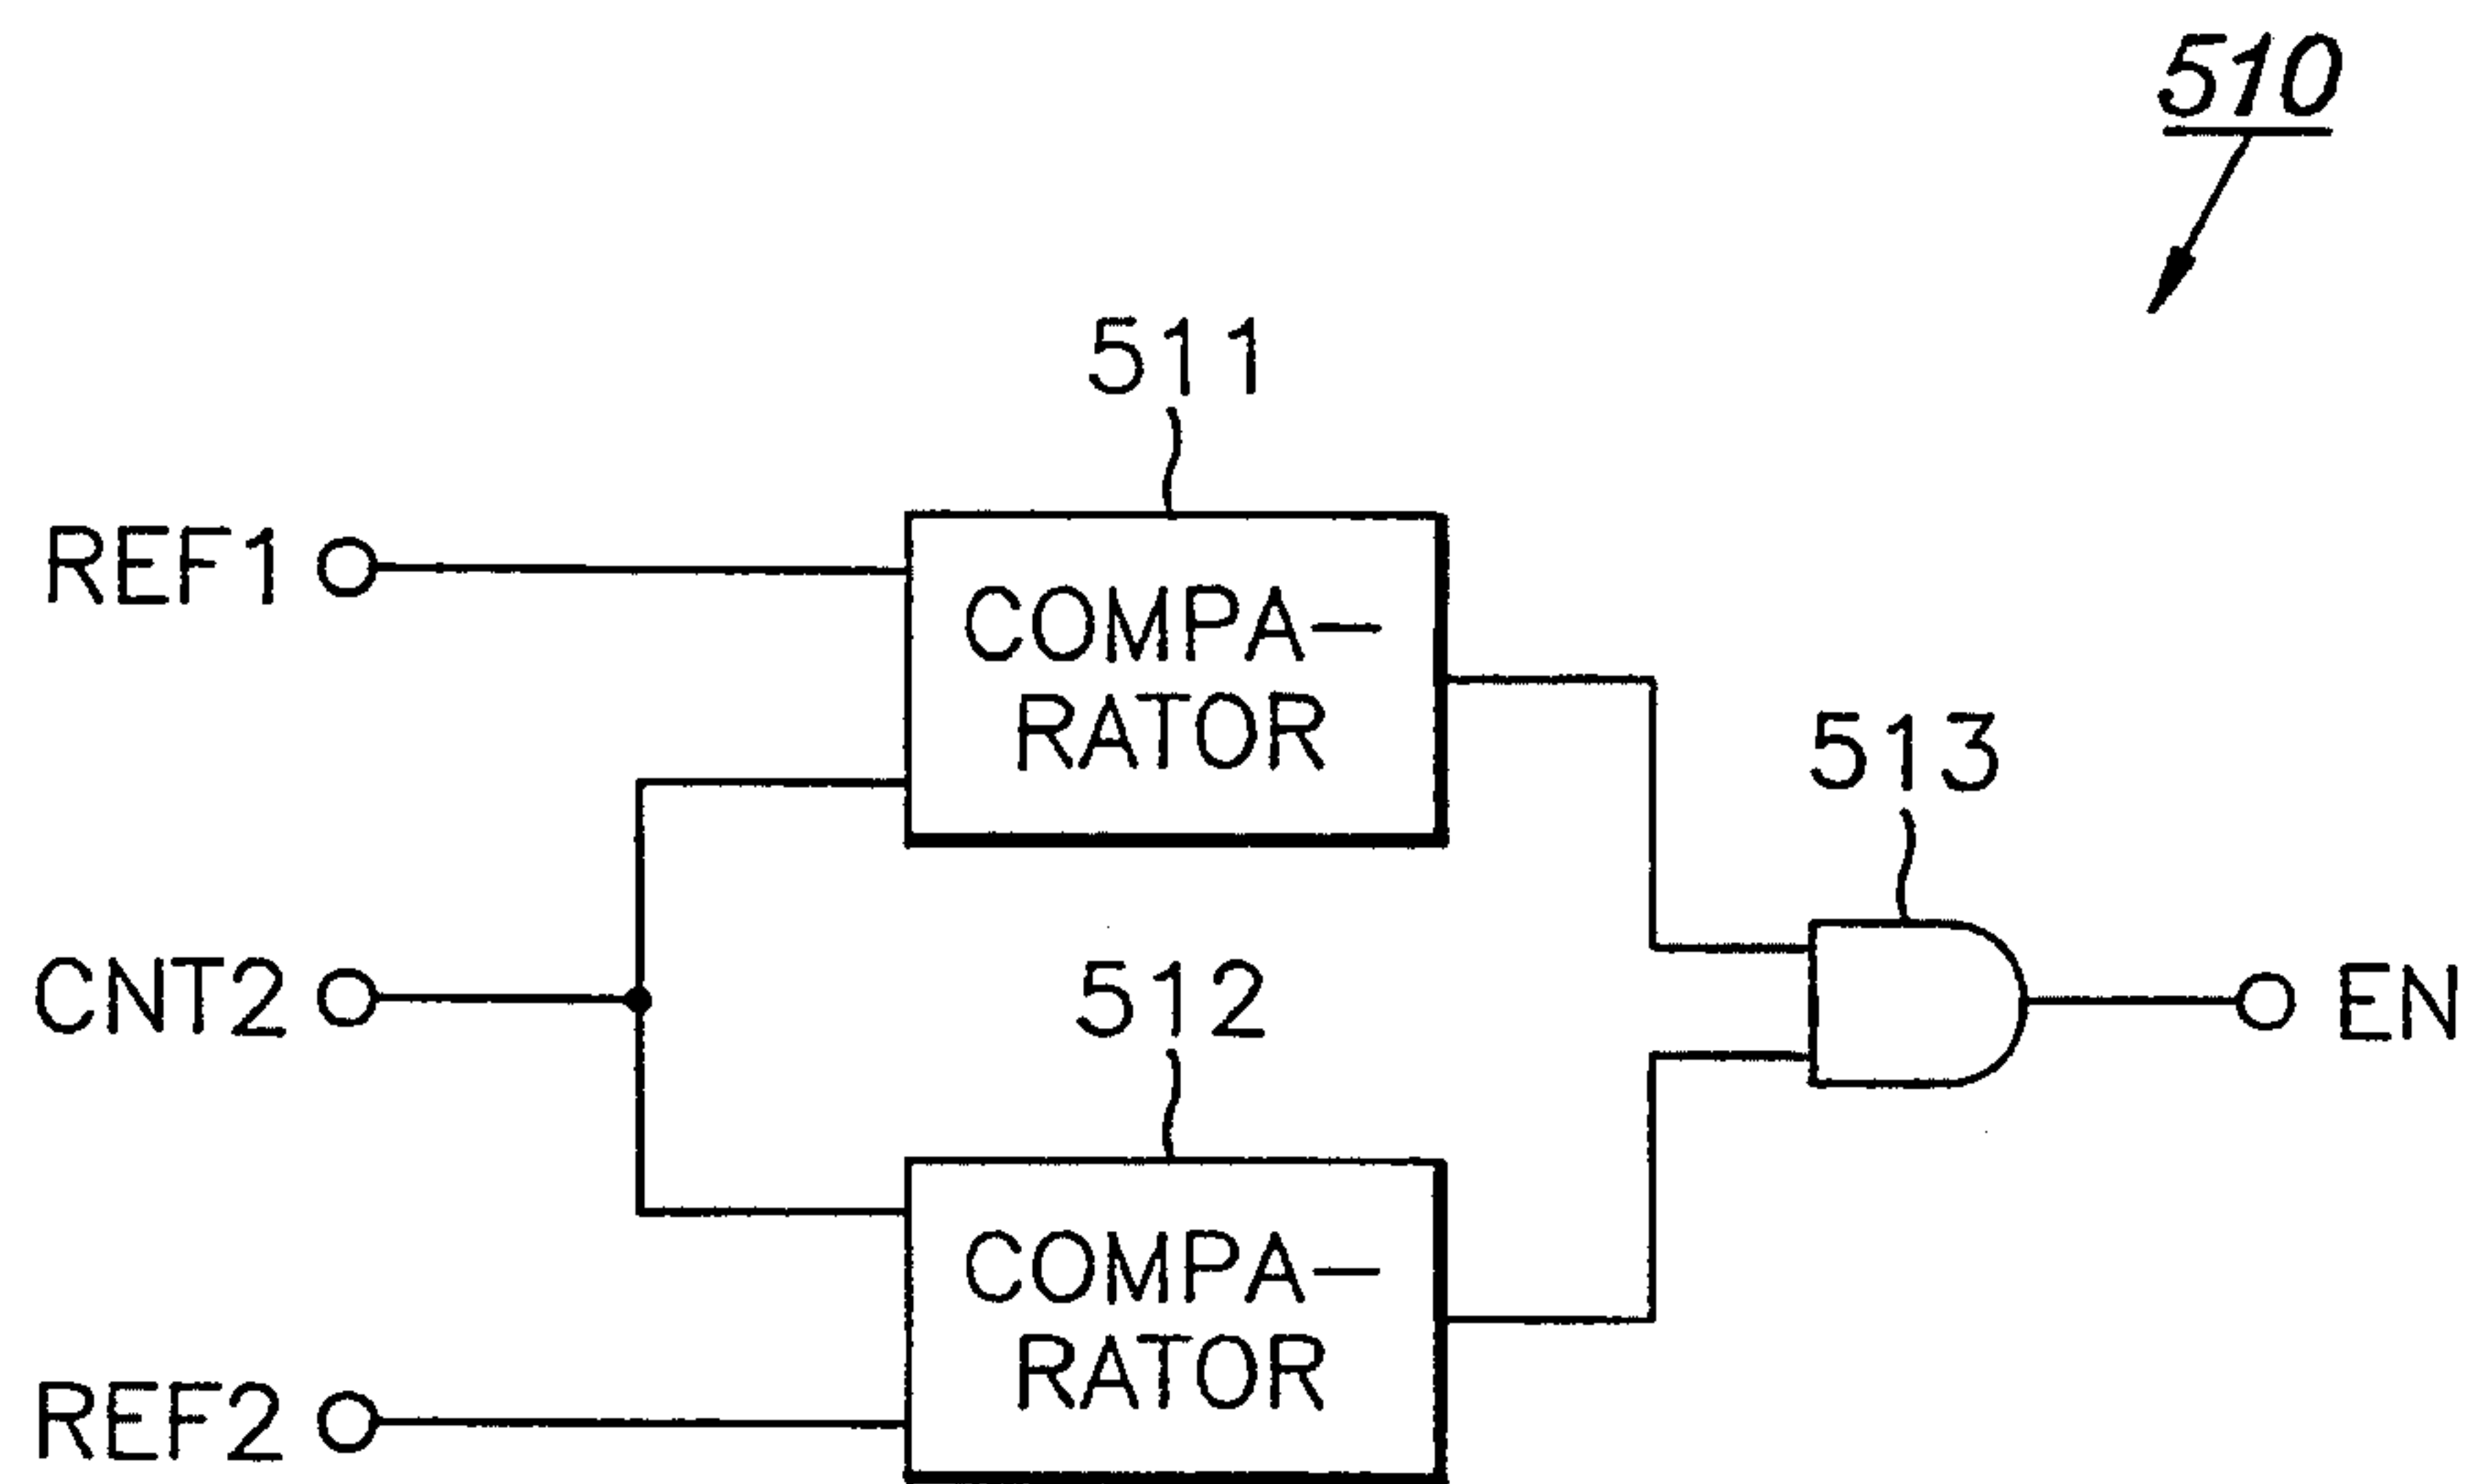 510
511
REF1
COMPA-
RATOR
513
CNT2
512
EN
COMPA-
RATOR
REF2